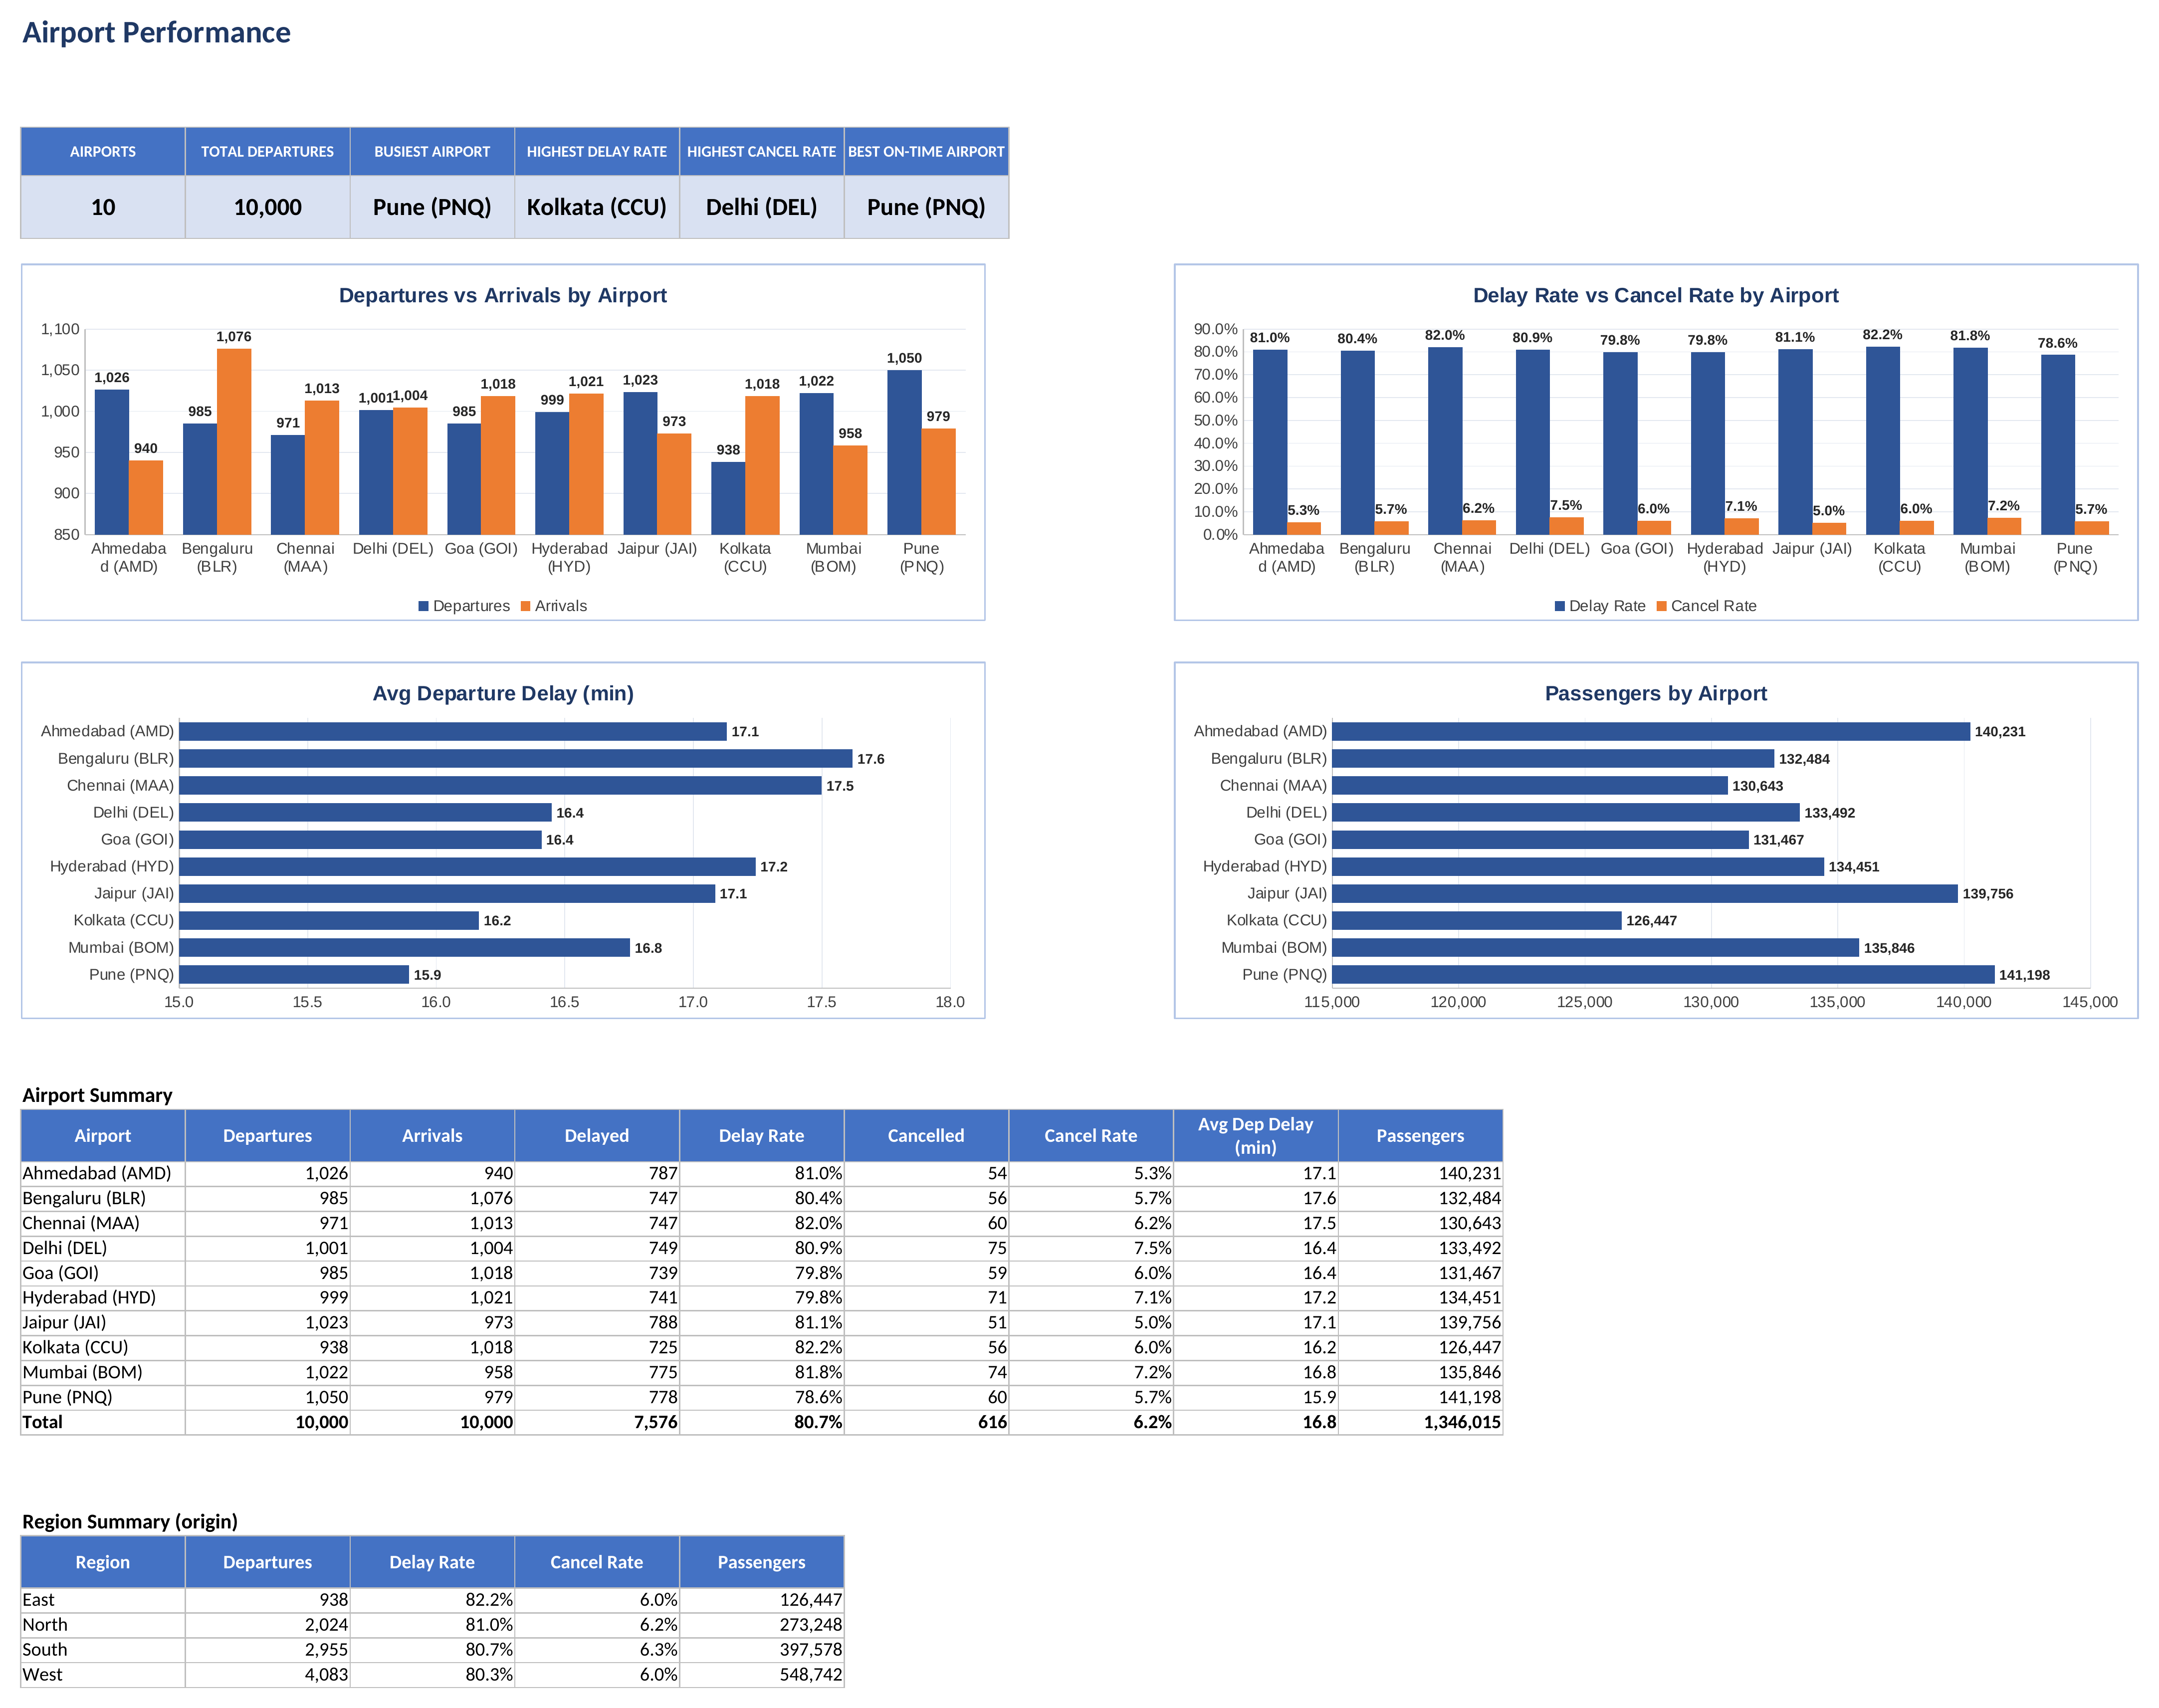 Airport Performance
AIRPORTS TOTAL DEPARTURES BUSIEST AIRPORT HIGHEST DELAY RATE HIGHEST CANCEL RATE BEST ON-TIME AIRPORT
10 10,000 Pune (PNQ) Kolkata (CCU) Delhi (DEL) Pune (PNQ)
Departures vs Arrivals by Airport
1,100
1,050
1,000
950
900
850
1,026 940 985 1,076 971 1,013 1,001 1,004 985 1,018 999 1,021 1,023 973 938 1,018 1,022 958 1,050 979
Ahmedaba Bengaluru Chennai Delhi (DEL) Goa (GOI) Hyderabad Jaipur (JAI) Kolkata Mumbai Pune
d (AMD) (BLR) (MAA) (HYD) (CCU) (BOM) (PNQ)
Departures Arrivals
Delay Rate vs Cancel Rate by Airport
90.0%
80.0%
70.0%
60.0%
50.0%
40.0%
30.0%
20.0%
10.0%
0.0%
81.0% 80.4% 82.0% 80.9% 79.8% 79.8% 81.1% 82.2% 81.8% 78.6%
5.3% 5.7% 6.2% 7.5% 6.0% 7.1% 5.0% 6.0% 7.2% 5.7%
Ahmedaba Bengaluru Chennai Delhi (DEL) Goa (GOI) Hyderabad Jaipur (JAI) Kolkata Mumbai Pune
d (AMD) (BLR) (MAA) (HYD) (CCU) (BOM) (PNQ)
Delay Rate Cancel Rate
Avg Departure Delay (min)
Ahmedabad (AMD) 17.1
Bengaluru (BLR) 17.6
Chennai (MAA) 17.5
Delhi (DEL) 16.4
Goa (GOI) 16.4
Hyderabad (HYD) 17.2
Jaipur (JAI) 17.1
Kolkata (CCU) 16.2
Mumbai (BOM) 16.8
Pune (PNQ) 15.9
15.0 15.5 16.0 16.5 17.0 17.5 18.0
Passengers by Airport
Ahmedabad (AMD) 140,231
Bengaluru (BLR) 132,484
Chennai (MAA) 130,643
Delhi (DEL) 133,492
Goa (GOI) 131,467
Hyderabad (HYD) 134,451
Jaipur (JAI) 139,756
Kolkata (CCU) 126,447
Mumbai (BOM) 135,846
Pune (PNQ) 141,198
115,000 120,000 125,000 130,000 135,000 140,000 145,000
Airport Summary
Airport Departures Arrivals Delayed Delay Rate Cancelled Cancel Rate Avg Dep Delay (min) Passengers
Ahmedabad (AMD) 1,026 940 787 81.0% 54 5.3% 17.1 140,231
Bengaluru (BLR) 985 1,076 747 80.4% 56 5.7% 17.6 132,484
Chennai (MAA) 971 1,013 747 82.0% 60 6.2% 17.5 130,643
Delhi (DEL) 1,001 1,004 749 80.9% 75 7.5% 16.4 133,492
Goa (GOI) 985 1,018 739 79.8% 59 6.0% 16.4 131,467
Hyderabad (HYD) 999 1,021 741 79.8% 71 7.1% 17.2 134,451
Jaipur (JAI) 1,023 973 788 81.1% 51 5.0% 17.1 139,756
Kolkata (CCU) 938 1,018 725 82.2% 56 6.0% 16.2 126,447
Mumbai (BOM) 1,022 958 775 81.8% 74 7.2% 16.8 135,846
Pune (PNQ) 1,050 979 778 78.6% 60 5.7% 15.9 141,198
Total 10,000 10,000 7,576 80.7% 616 6.2% 16.8 1,346,015
Region Summary (origin)
Region Departures Delay Rate Cancel Rate Passengers
East 938 82.2% 6.0% 126,447
North 2,024 81.0% 6.2% 273,248
South 2,955 80.7% 6.3% 397,578
West 4,083 80.3% 6.0% 548,742